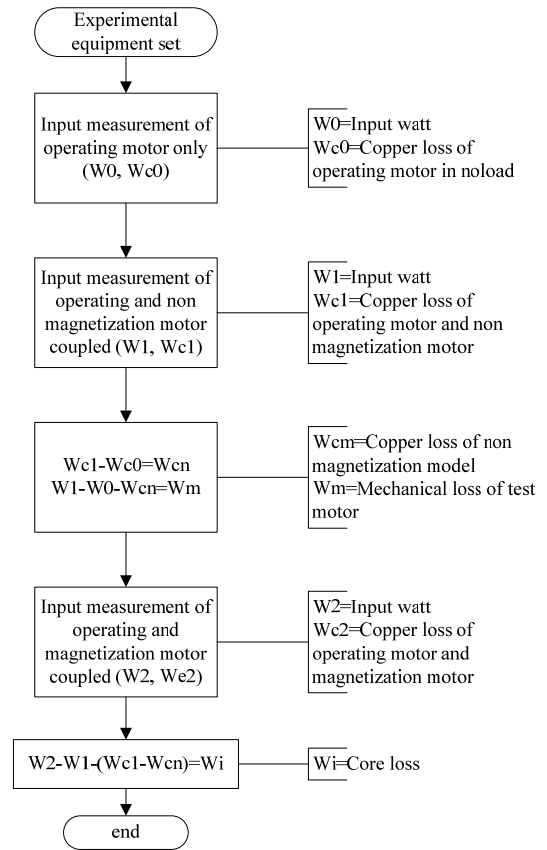 Experimental
equipment set
Input measurement of
operating motor only
(W0, Wc0)
W0=Input watt
Wc0=Copper loss of
operating motor in noload
Input measurement of
operating and non
magnetization motor
coupled (W1, Wc1)
W1=Input watt
Wc1=Copper loss of
operating motor and non
magnetization motor
Wc1-Wc0=Wcn
W1-W0-Wcn=Wm
Wcm=Copper loss of non
magnetization model
Wm=Mechanical loss of test
motor
Input measurement of
operating and
magnetization motor
coupled (W2, We2)
W2=Input watt
Wc2=Copper loss of
operating motor and
magnetization motor
W2-W1-(Wc1-Wcn)=Wi
Wi=Core loss
end